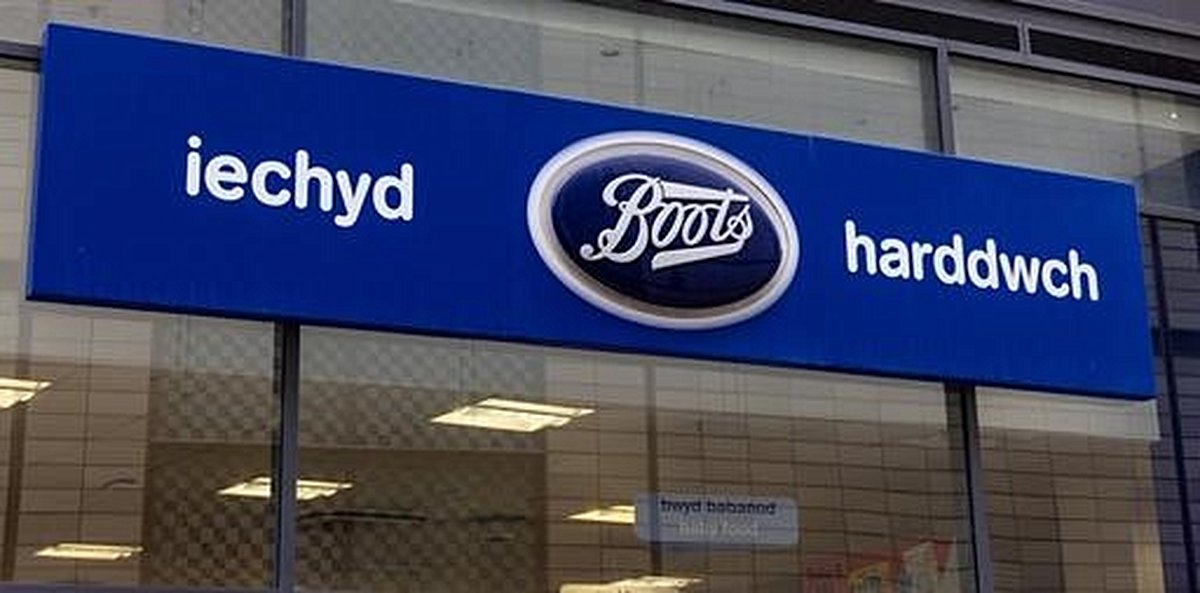 iechyd
Boots
harddwch
bwyd babanod
baby food